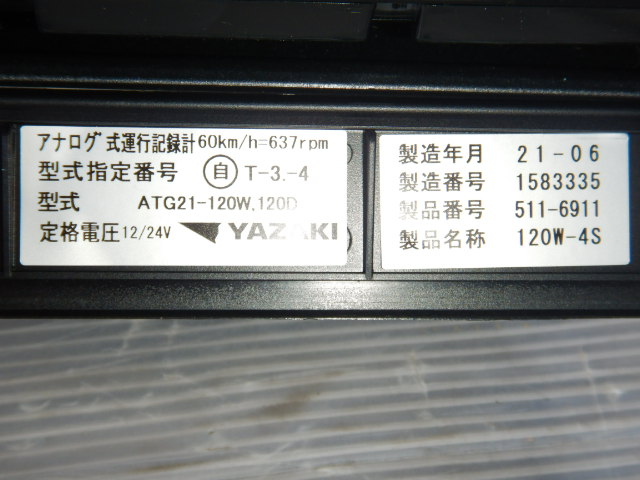 アナログ式運行記録計60km/h=637rpm
型式指定番号 自 T-3.-4
型式 ATG21-120W,120D
定格電圧12/24V YAZAKI
製造年月 21-06
製造番号 1583335
製品番号 511-6911
製品名称 120W-4S